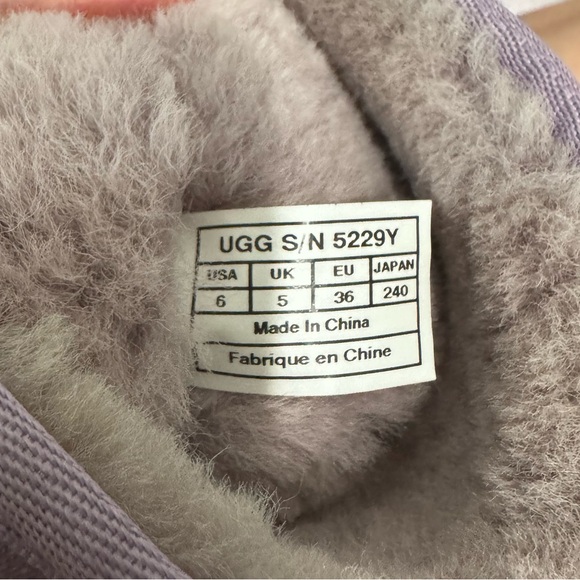 UGG S/N 5229Y
USA UK EU JAPAN
6 5 36 240
Made In China
Fabrique en Chine